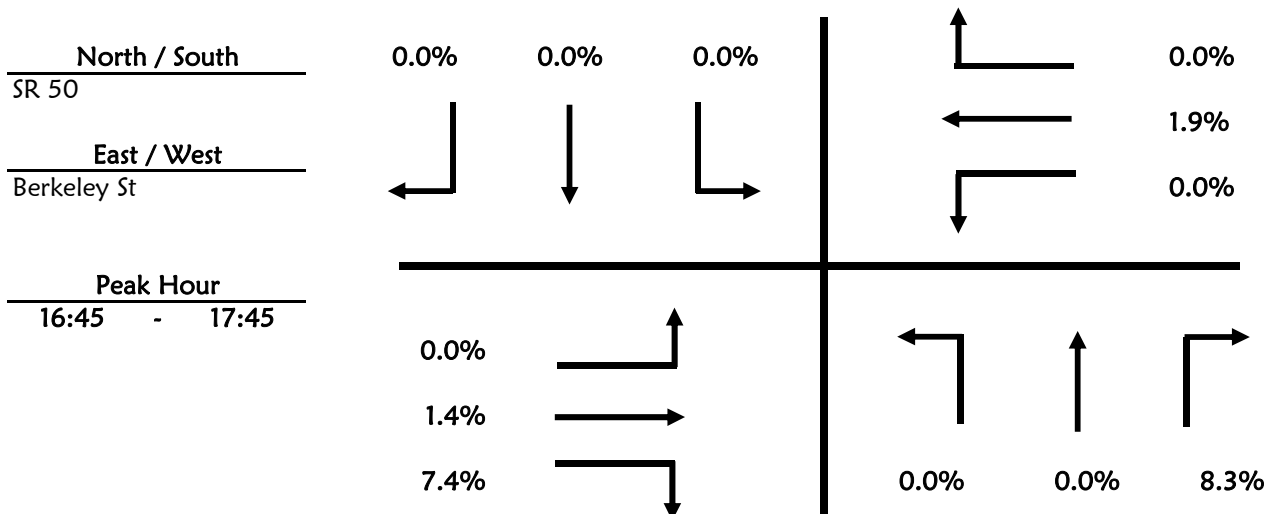 North / South
SR 50
East / West
Berkeley St
Peak Hour
16:45 - 17:45
0.0% 0.0% 0.0%
0.0%
1.9%
0.0%
0.0%
1.4%
7.4%
0.0% 0.0% 8.3%